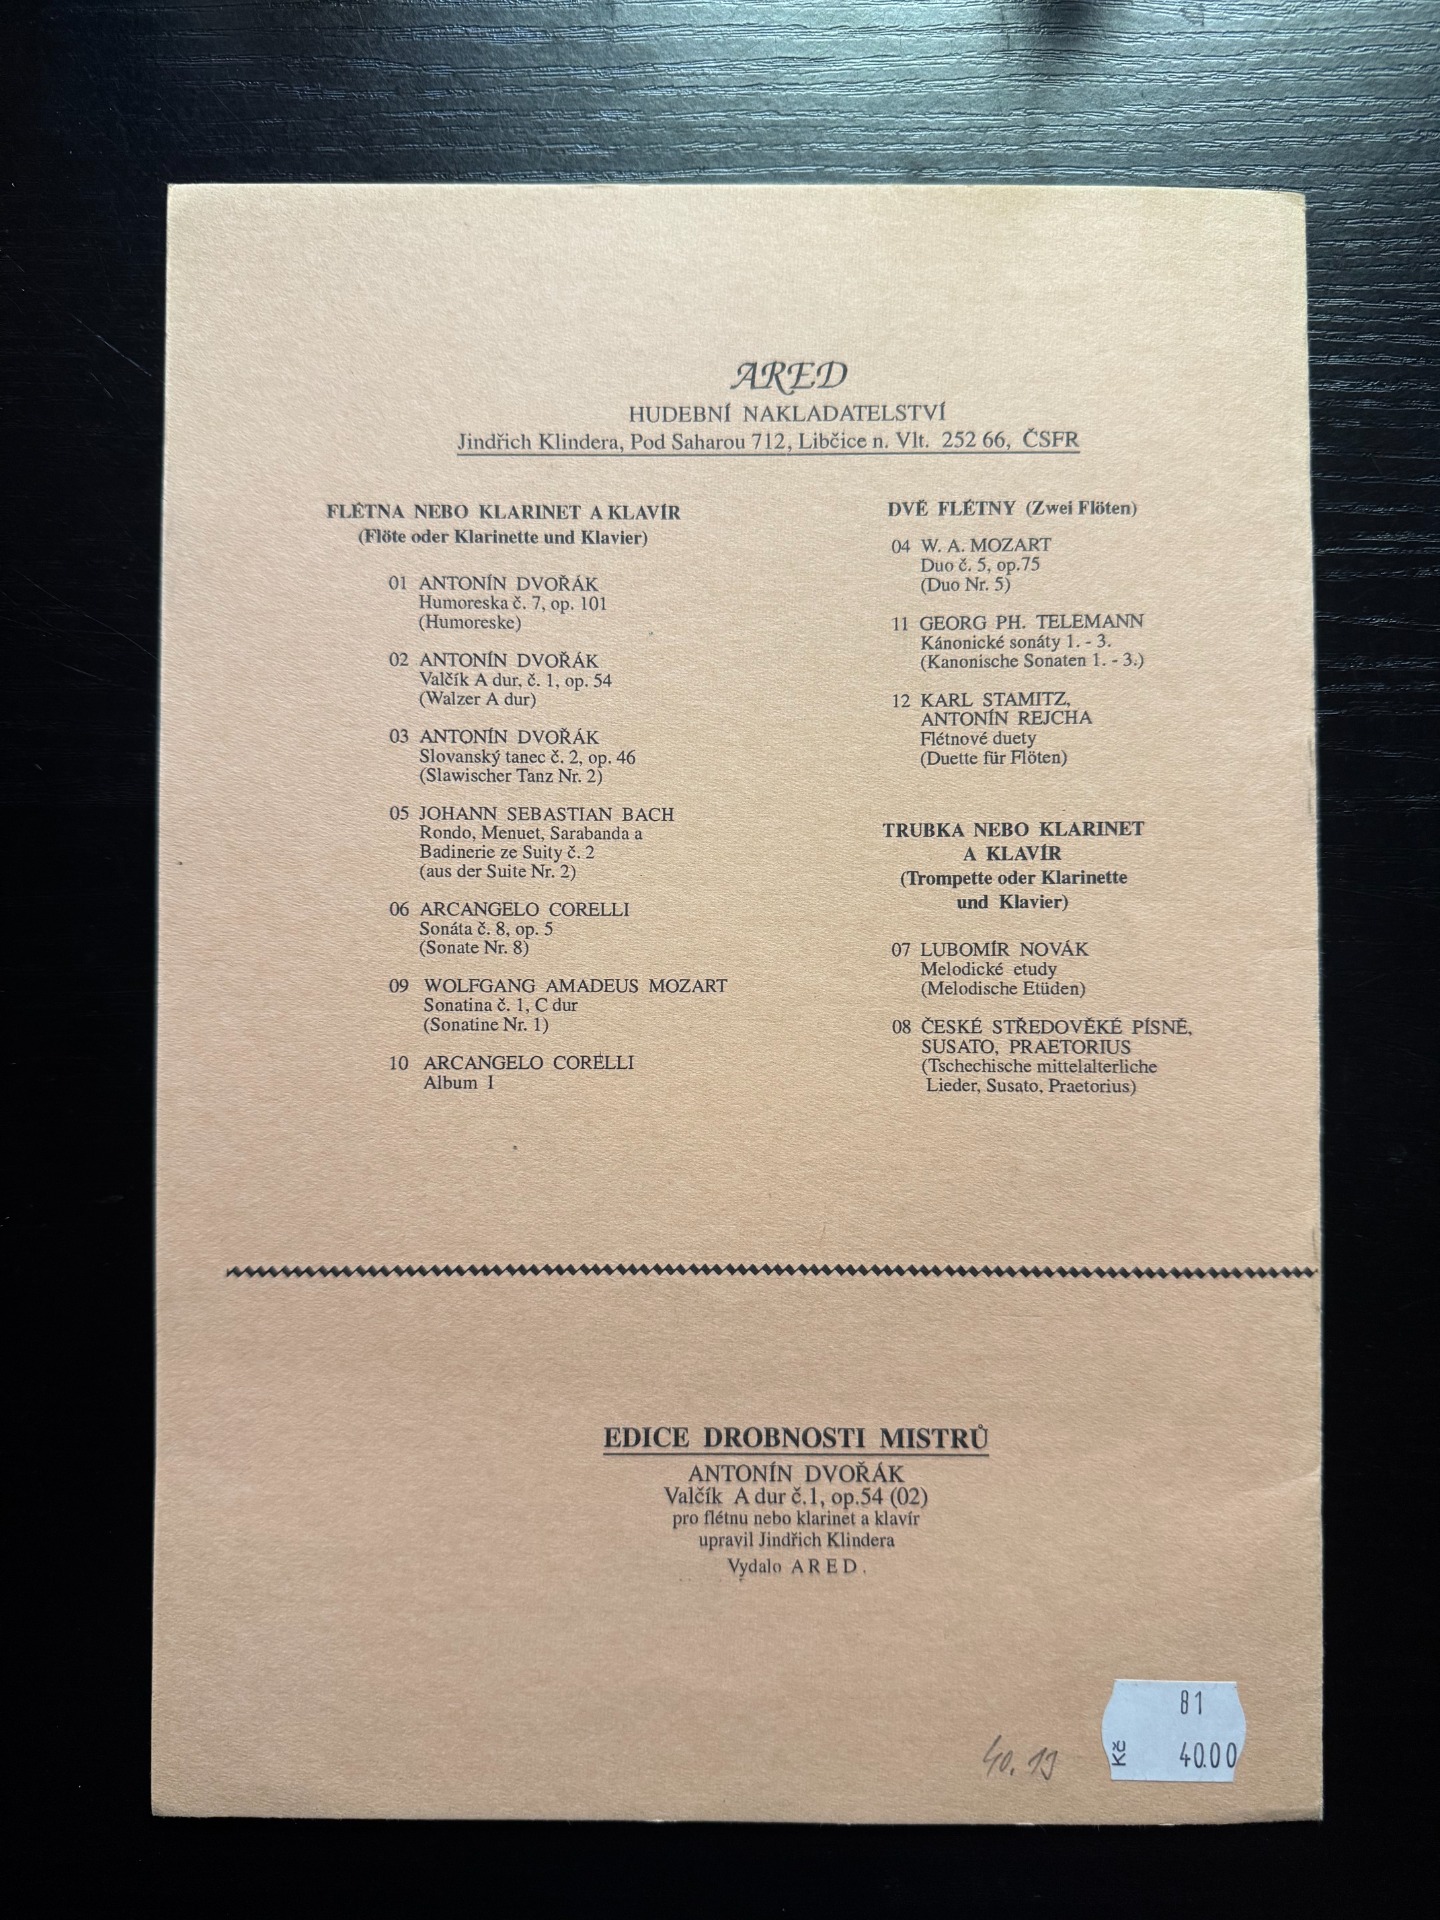 ARED
HUDEBNÍ NAKLADATELSTVÍ
Jindřich Klindera, Pod Saharou 712, Libčice n. Vlt. 252 66, ČSFR
FLÉTNA NEBO KLARINET A KLAVÍR
(Flöte oder Klarinette und Klavier)
01 ANTONÍN DVOŘÁK
Humoreska č. 7, op. 101
(Humoreske)
02 ANTONÍN DVOŘÁK
Valčík A dur, č. 1, op. 54
(Walzer A dur)
03 ANTONÍN DVOŘÁK
Slovanský tanec č. 2, op. 46
(Slawischer Tanz Nr. 2)
05 JOHANN SEBASTIAN BACH
Rondo, Menuet, Sarabanda a
Badinerie ze Suity č. 2
(aus der Suite Nr. 2)
06 ARCANGELO CORELLI
Sonáta č. 8, op. 5
(Sonate Nr. 8)
09 WOLFGANG AMADEUS MOZART
Sonatina č. 1, C dur
(Sonatine Nr. 1)
10 ARCANGELO CORELLI
Album I
DVĚ FLÉTNY (Zwei Flöten)
04 W. A. MOZART
Duo č. 5, op.75
(Duo Nr. 5)
11 GEORG PH. TELEMANN
Kánonické sonáty 1. - 3.
(Kanonische Sonaten 1. - 3.)
12 KARL STAMITZ,
ANTONÍN REJCHA
Flétnové duety
(Duette für Flöten)
TRUBKA NEBO KLARINET
A KLAVÍR
(Trompette oder Klarinette
und Klavier)
07 LUBOMÍR NOVÁK
Melodické etudy
(Melodische Etüden)
08 ČESKÉ STŘEDOVĚKÉ PÍSNĚ,
SUSATO, PRAETORIUS
(Tschechische mittelalterliche
Lieder, Susato, Praetorius)
EDICE DROBNOSTI MISTRŮ
ANTONÍN DVOŘÁK
Valčík A dur č.1, op.54 (02)
pro flétnu nebo klarinet a klavír
upravil Jindřich Klindera
Vydalo ARED.
81
Kč 40.00